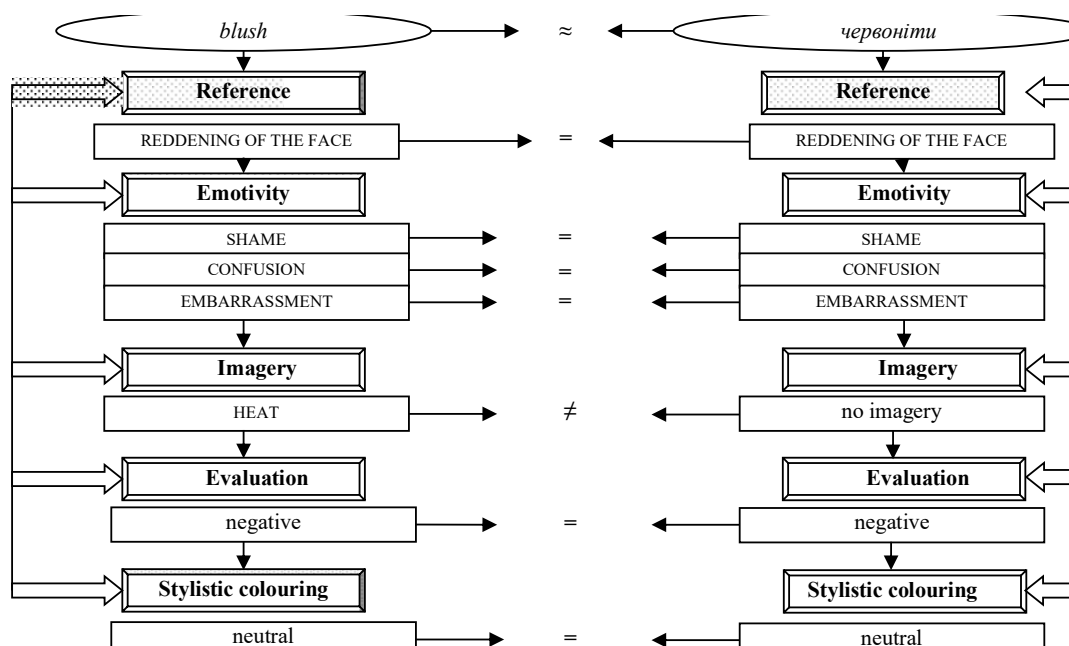 blush ≈ червоніти
Reference Reference
REDDENING OF THE FACE = REDDENING OF THE FACE
Emotivity Emotivity
SHAME = SHAME
CONFUSION = CONFUSION
EMBARRASSMENT = EMBARRASSMENT
Imagery Imagery
HEAT ≠ no imagery
Evaluation Evaluation
negative = negative
Stylistic colouring Stylistic colouring
neutral = neutral